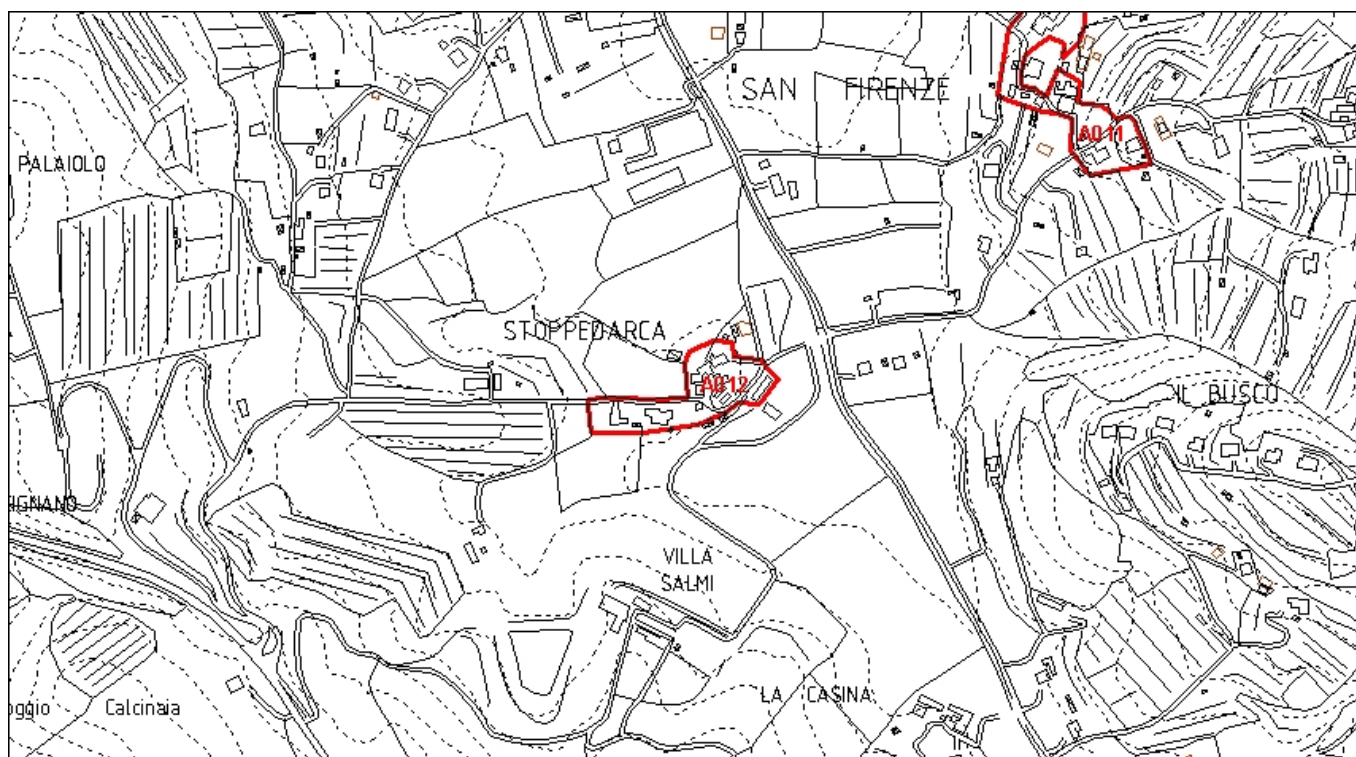 SAN FIRENZE
A011
PALAIOLO
STOPPEDARCA
A012
IL BUSCO
IGNANO
VILLA
SALMI
LA CASINA
oggio Calcinaia